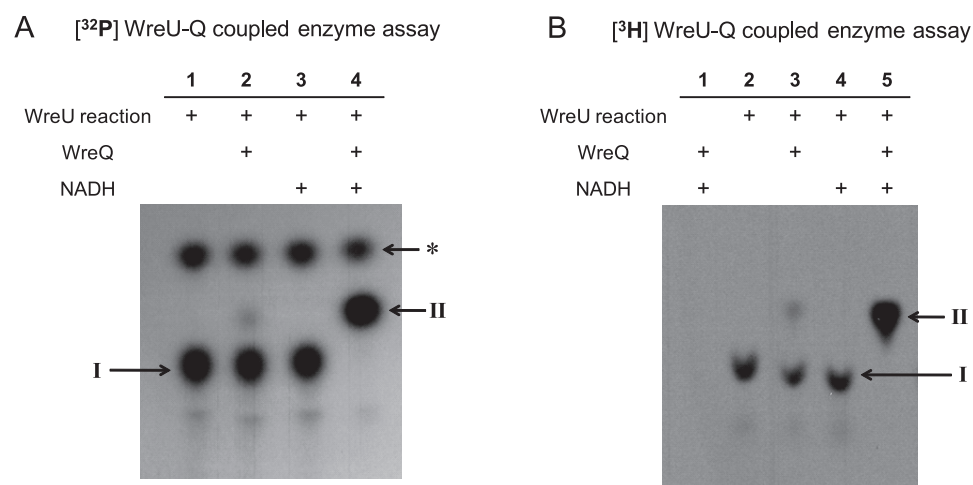 A [32P] WreU-Q coupled enzyme assay
1 2 3 4
WreU reaction + + + +
WreQ + +
NADH + +
*
II
I
B [3H] WreU-Q coupled enzyme assay
1 2 3 4 5
WreU reaction + + + +
WreQ + + +
NADH + + +
II
I